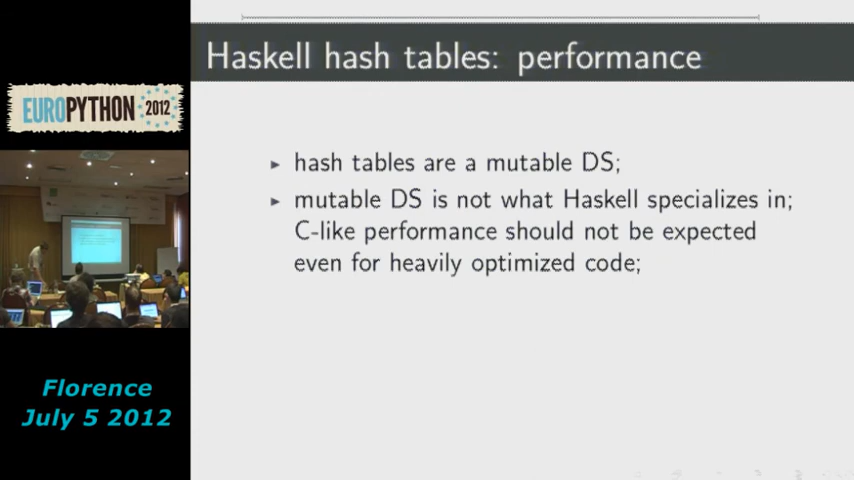 Haskell hash tables: performance
EUROPYTHON 2012
▸ hash tables are a mutable DS;
▸ mutable DS is not what Haskell specializes in;
C-like performance should not be expected
even for heavily optimized code;
Florence
July 5 2012